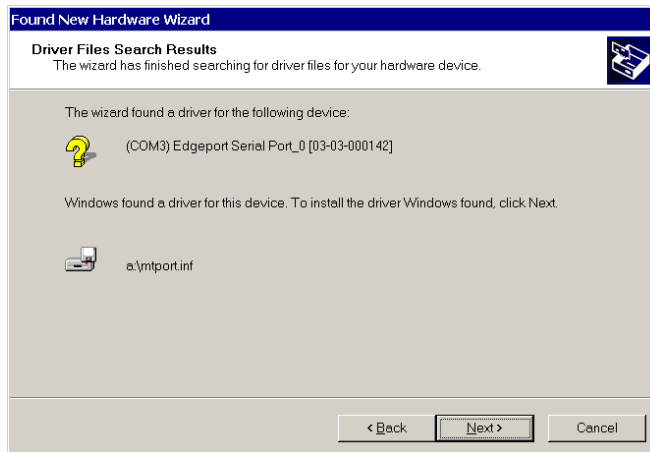 Found New Hardware Wizard
Driver Files Search Results
The wizard has finished searching for driver files for your hardware device.
The wizard found a driver for the following device:
(COM3) Edgeport Serial Port_0 [03-03-000142]
Windows found a driver for this device. To install the driver Windows found, click Next.
a:\mtport.inf
< Back
Next >
Cancel